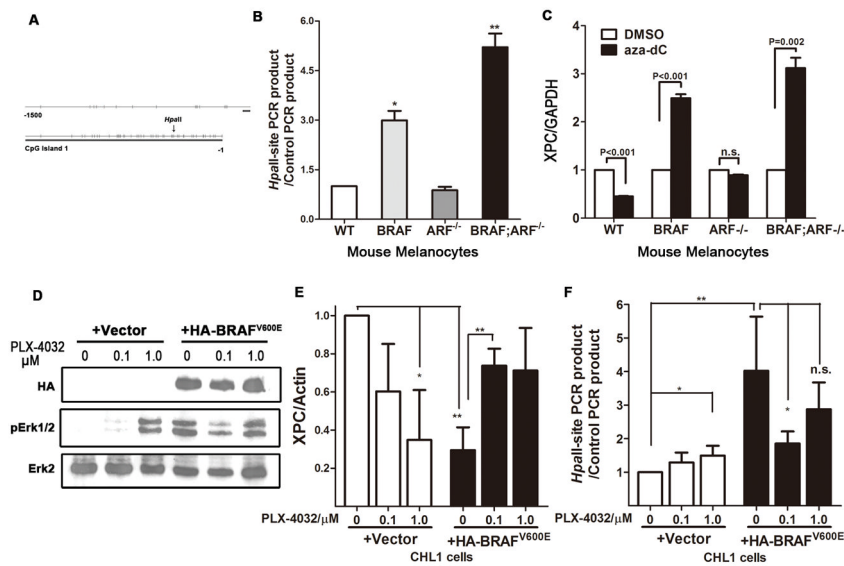 A
-1500
HpaII
CpG Island 1
-1
B
HpaII-site PCR product
/Control PCR product
6.0
4.5
3.0
1.5
0.0
*
**
WT
BRAF
ARF-/-
BRAF;ARF-/-
Mouse Melanocytes
C
XPC/GAPDH
4
3
2
1
0
DMSO
aza-dC
P<0.001
P<0.001
n.s.
P=0.002
WT
BRAF
ARF-/-
BRAF;ARF-/-
Mouse Melanocytes
D
+Vector
+HA-BRAFV600E
PLX-4032
μM
0 0.1 1.0 0 0.1 1.0
HA
pErk1/2
Erk2
E
XPC/Actin
1.0
0.8
0.6
0.4
0.2
*
**
**
PLX-4032/μM
0 0.1 1.0 0 0.1 1.0
+Vector
+HA-BRAFV600E
CHL1 cells
F
HpaII-site PCR product
/Control PCR product
6
5
4
3
2
1
0
**
*
*
n.s.
PLX-4032/μM
0 0.1 1.0 0 0.1 1.0
+Vector
+HA-BRAFV600E
CHL1 cells